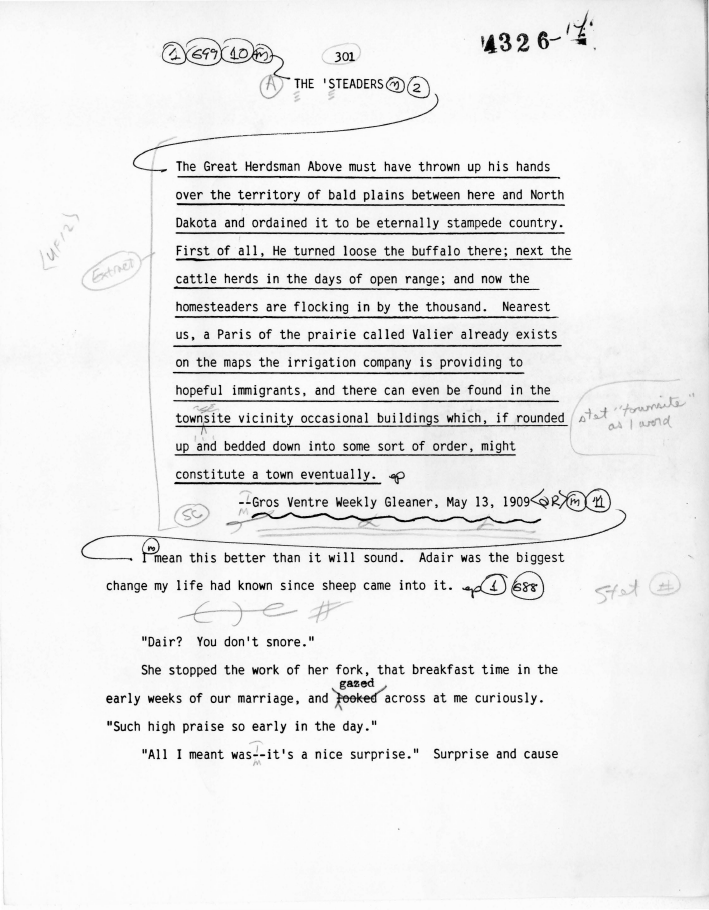 1 699 10 m
301
4326-
A THE 'STEADERS m 2
The Great Herdsman Above must have thrown up his hands
over the territory of bald plains between here and North
Dakota and ordained it to be eternally stampede country.
First of all, He turned loose the buffalo there; next the
cattle herds in the days of open range; and now the
homesteaders are flocking in by the thousand.  Nearest
us, a Paris of the prairie called Valier already exists
on the maps the irrigation company is providing to
hopeful immigrants, and there can even be found in the
townsite vicinity occasional buildings which, if rounded
up and bedded down into some sort of order, might
constitute a town eventually.
--Gros Ventre Weekly Gleaner, May 13, 1909 m 11
Extract
stet "townsite"
as 1 word
SC
I mean this better than it will sound.  Adair was the biggest
change my life had known since sheep came into it. 1 688
stet #
#
"Dair?  You don't snore."
She stopped the work of her fork, that breakfast time in the
gazed
early weeks of our marriage, and looked across at me curiously.
"Such high praise so early in the day."
"All I meant was--it's a nice surprise."  Surprise and cause